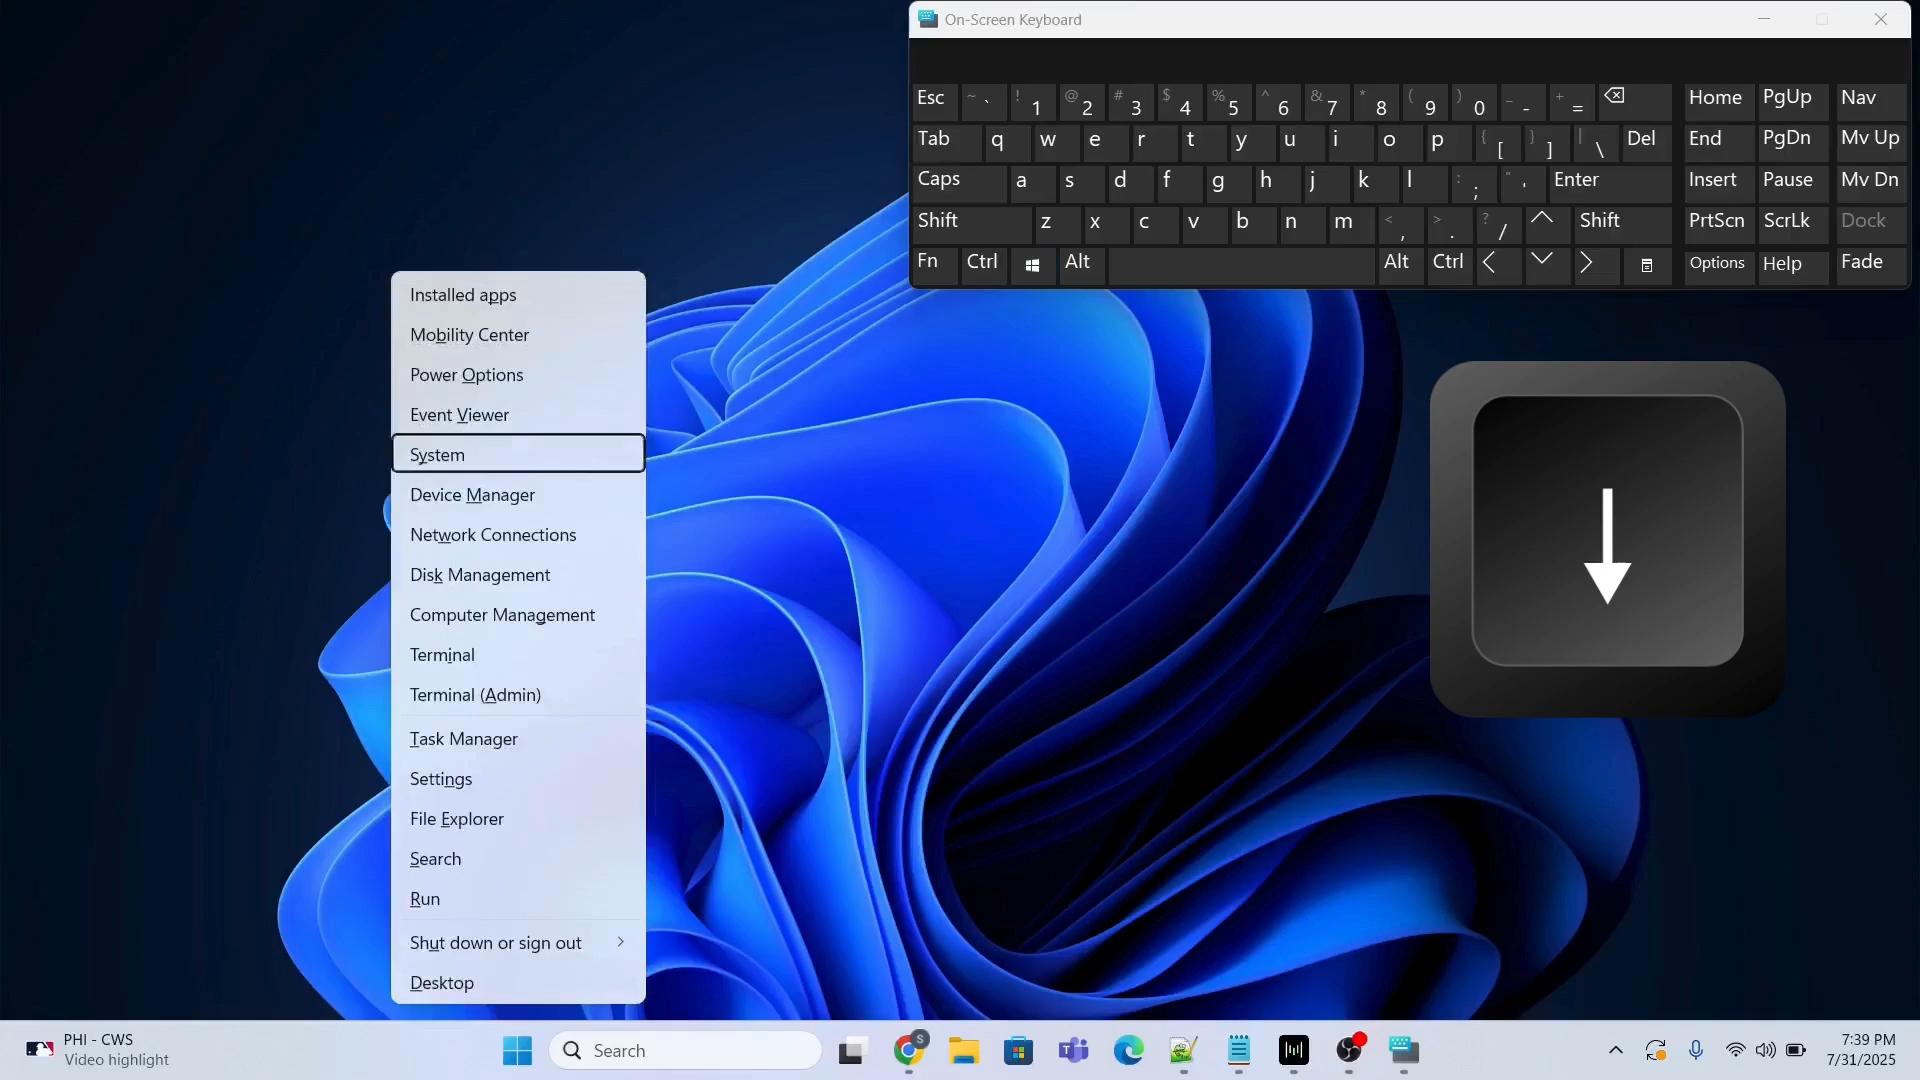 On-Screen Keyboard
Esc ~ ` ! 1 @ 2 # 3 $ 4 % 5 ^ 6 & 7 * 8 ( 9 ) 0 _ - + = Home PgUp Nav
Tab q w e r t y u i o p { [ } ] | \ Del End PgDn Mv Up
Caps a s d f g h j k l : ; " ' Enter Insert Pause Mv Dn
Shift z x c v b n m < , > . ? / Shift PrtScn ScrLk Dock
Fn Ctrl Alt Alt Ctrl Options Help Fade
Installed apps
Mobility Center
Power Options
Event Viewer
System
Device Manager
Network Connections
Disk Management
Computer Management
Terminal
Terminal (Admin)
Task Manager
Settings
File Explorer
Search
Run
Shut down or sign out
Desktop
PHI - CWS
Video highlight
Search
S
7:39 PM
7/31/2025